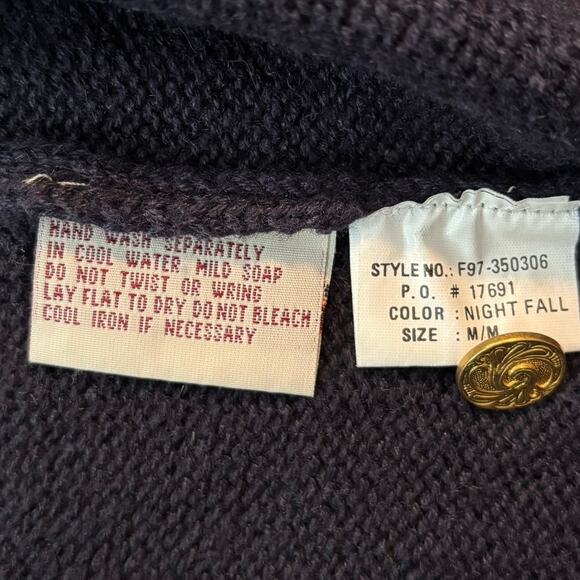 HAND WASH SEPARATELY
IN COOL WATER MILD SOAP
DO NOT TWIST OR WRING
LAY FLAT TO DRY DO NOT BLEACH
COOL IRON IF NECESSARY
STYLE NO.: F97-350306
P.O. # 17691
COLOR : NIGHT FALL
SIZE : M/M